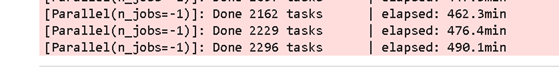 [Parallel(n_jobs=-1)]: Done 2162 tasks      | elapsed: 462.3min
[Parallel(n_jobs=-1)]: Done 2229 tasks      | elapsed: 476.4min
[Parallel(n_jobs=-1)]: Done 2296 tasks      | elapsed: 490.1min